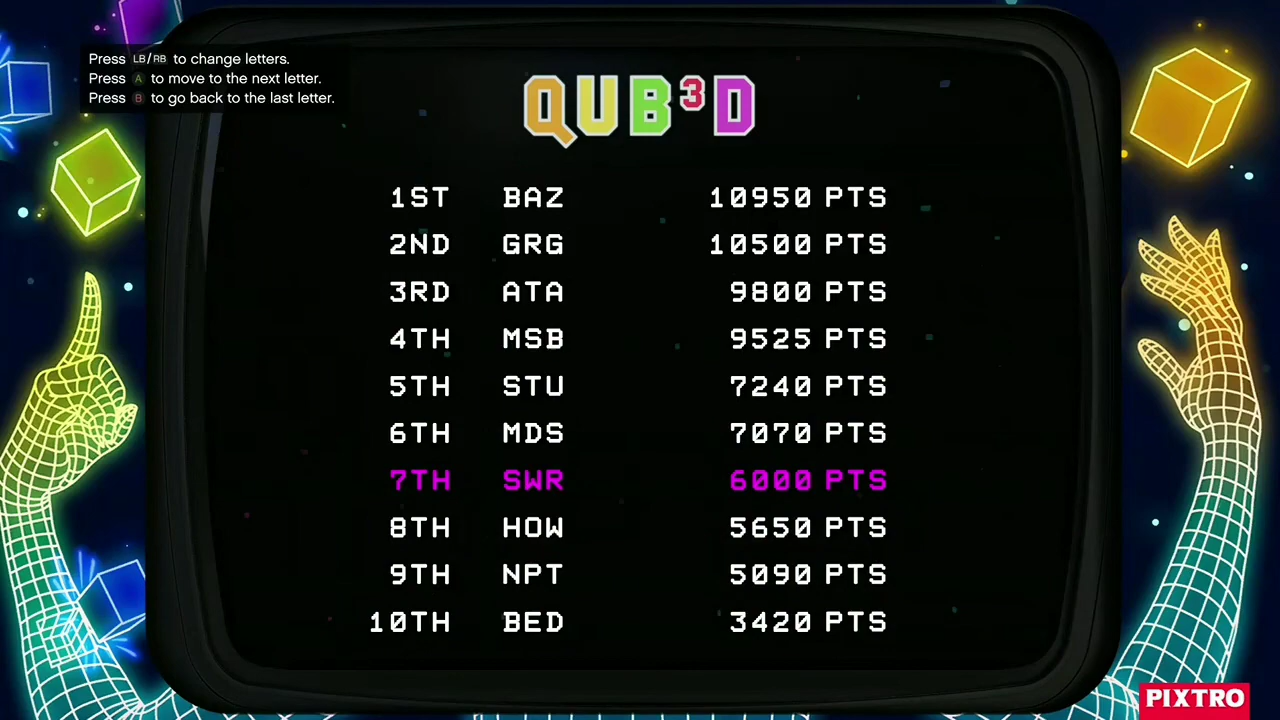 Press LB/RB to change letters.
Press A to move to the next letter.
Press B to go back to the last letter.
QUB³D
1ST BAZ 10950 PTS
2ND GRG 10500 PTS
3RD ATA 9800 PTS
4TH MSB 9525 PTS
5TH STU 7240 PTS
6TH MDS 7070 PTS
7TH SWR 6000 PTS
8TH HOW 5650 PTS
9TH NPT 5090 PTS
10TH BED 3420 PTS
PIXTRO